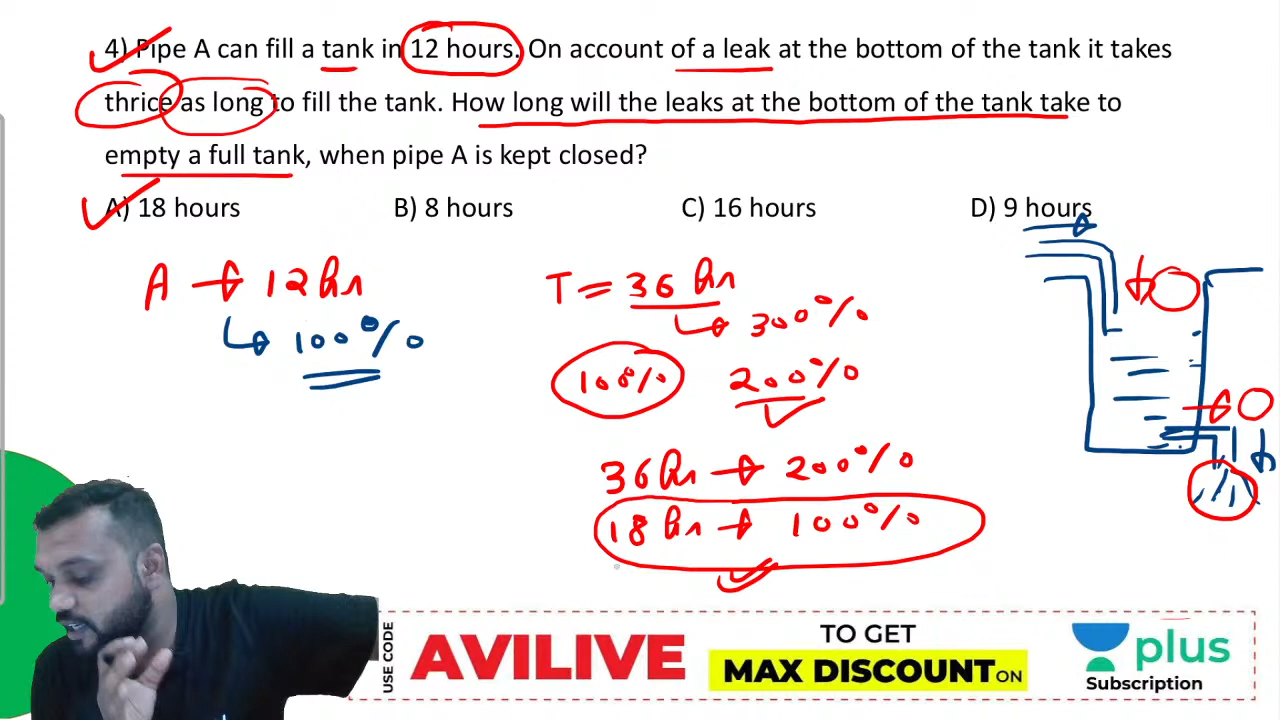 4) Pipe A can fill a tank in 12 hours. On account of a leak at the bottom of the tank it takes
thrice as long to fill the tank. How long will the leaks at the bottom of the tank take to
empty a full tank, when pipe A is kept closed?
A) 18 hours B) 8 hours C) 16 hours D) 9 hours
A → 12 hr
↳ 100%
T = 36 hr
↳ 300%
100% 200%
36 hr → 200%
18 hr → 100%
USE CODE
AVILIVE
TO GET
MAX DISCOUNT ON
plus
Subscription